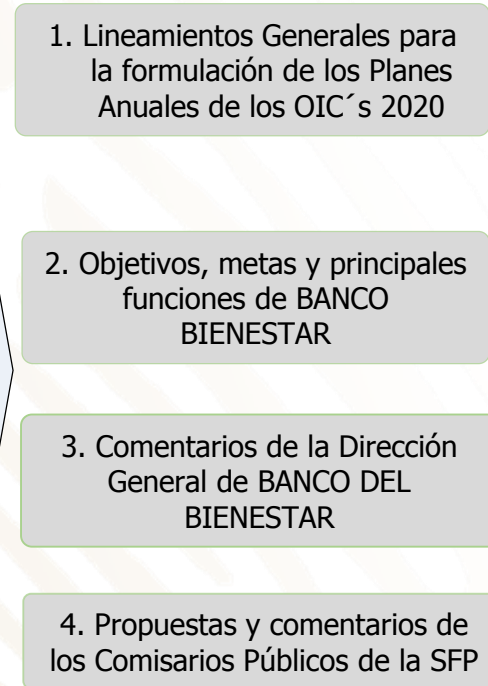 1. Lineamientos Generales para
la formulación de los Planes
Anuales de los OIC´s 2020
2. Objetivos, metas y principales
funciones de BANCO
BIENESTAR
3. Comentarios de la Dirección
General de BANCO DEL
BIENESTAR
4. Propuestas y comentarios de
los Comisarios Públicos de la SFP